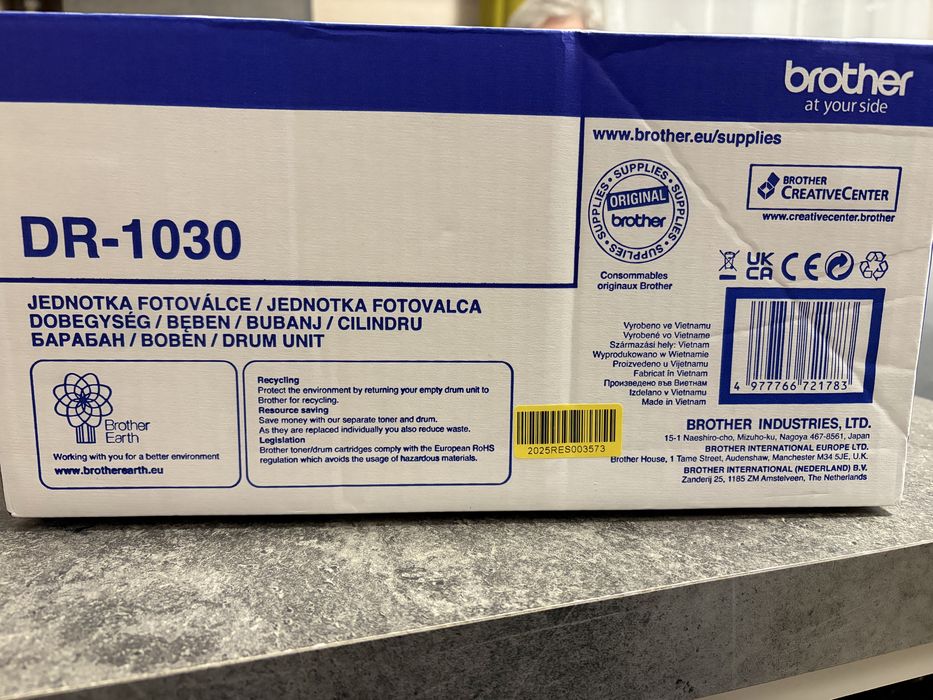 brother
at your side
www.brother.eu/supplies
SUPPLIES • SUPPLIES • SUPPLIES •
ORIGINAL
brother
Consommables
originaux Brother
BROTHER
CREATIVECENTER
www.creativecenter.brother
UK
CA
CE
DR-1030
JEDNOTKA FOTOVÁLCE / JEDNOTKA FOTOVALCA
DOBEGYSÉG / BĘBEN / BUBANJ / CILINDRU
БАРАБАН / BOBEN / DRUM UNIT
Brother
Earth
Working with you for a better environment
www.brotherearth.eu
Recycling
Protect the environment by returning your empty drum unit to
Brother for recycling.
Resource saving
Save money with our separate toner and drum.
As they are replaced individually you also reduce waste.
Legislation
Brother toner/drum cartridges comply with the European RoHS
regulation which avoids the usage of hazardous materials.
Vyrobeno ve Vietnamu
Vyrobené vo Vietname
Származási hely: Vietnam
Wyprodukowano w Wietnamie
Proizvedeno u Vijetnamu
Fabricat în Vietnam
Произведено във Виетнам
Izdelano v Vietnamu
Made in Vietnam
4 977766 721783
2025RES003573
BROTHER INDUSTRIES, LTD.
15-1 Naeshiro-cho, Mizuho-ku, Nagoya 467-8561, Japan
BROTHER INTERNATIONAL EUROPE LTD.
Brother House, 1 Tame Street, Audenshaw, Manchester M34 5JE, U.K.
BROTHER INTERNATIONAL (NEDERLAND) B.V.
Zanderij 25, 1185 ZM Amstelveen, The Netherlands